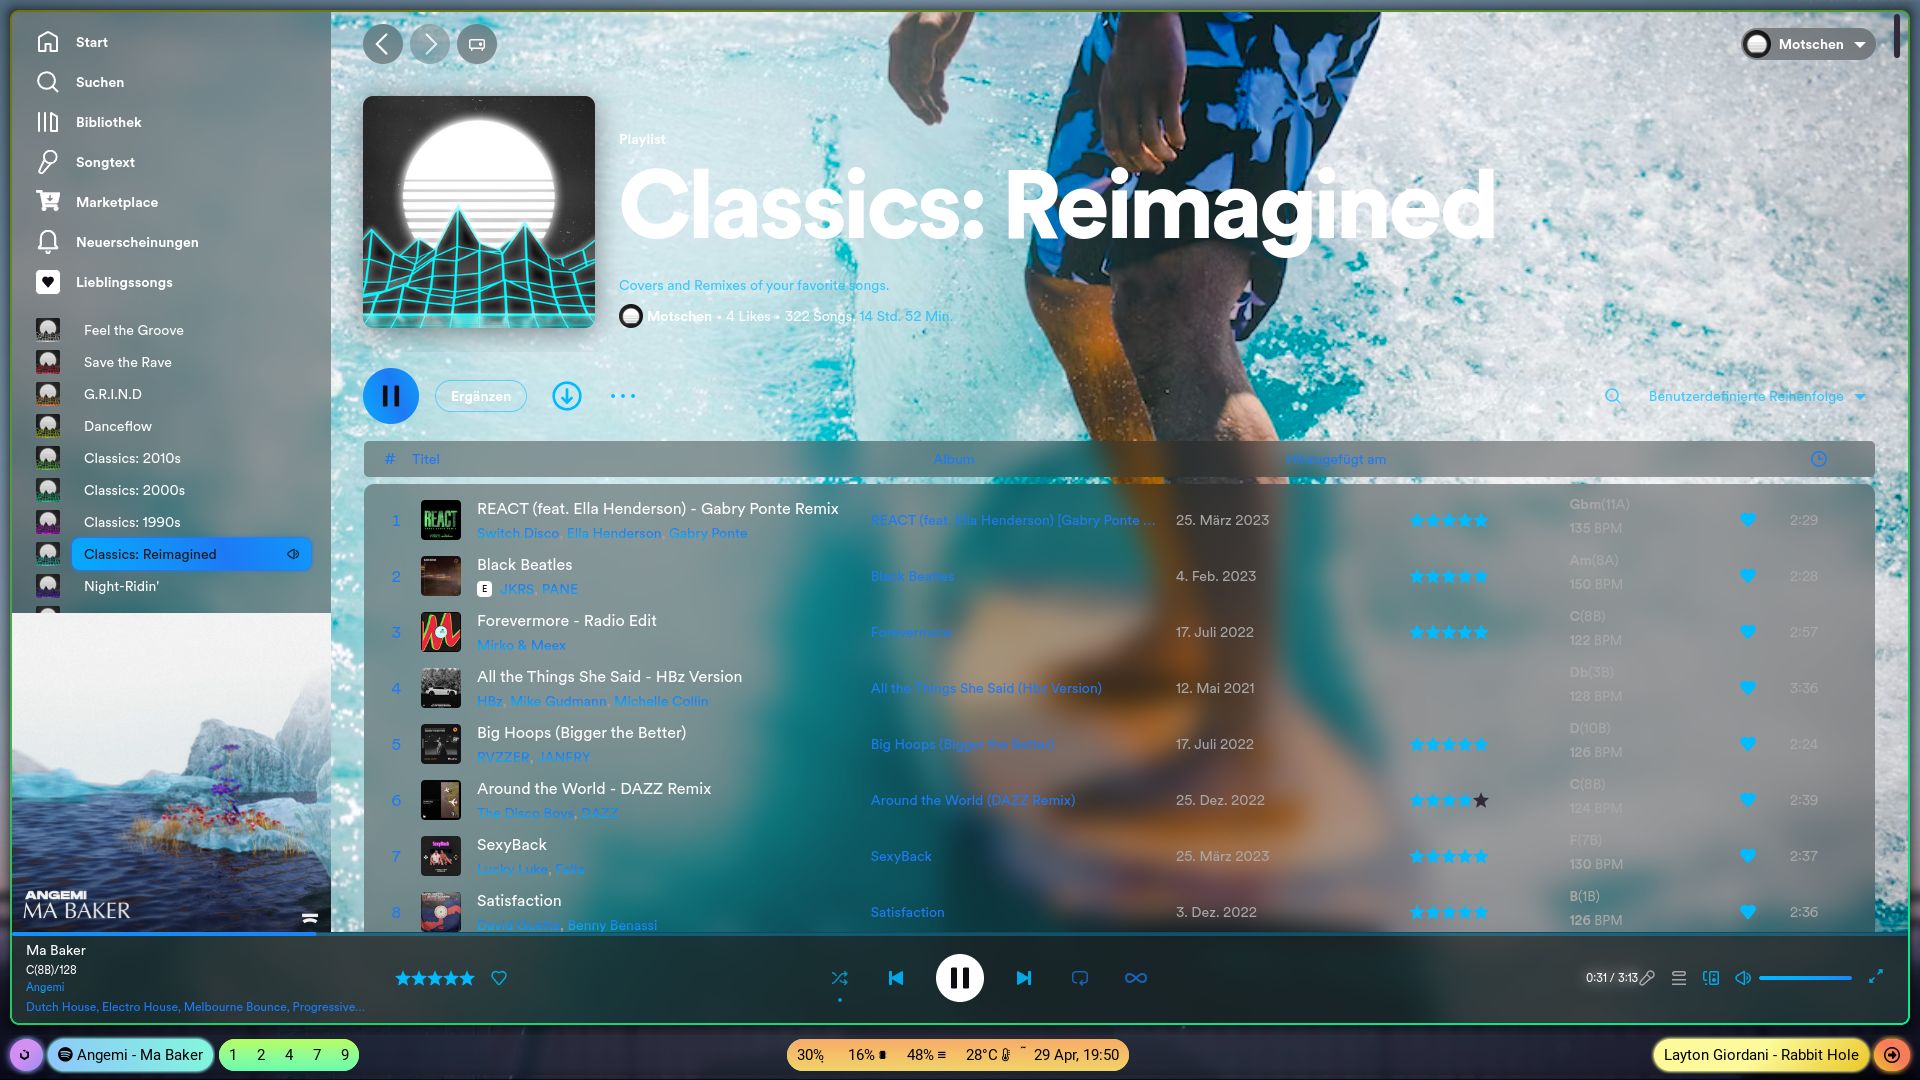 Start
Suchen
Bibliothek
Songtext
Marketplace
Neuerscheinungen
Lieblingssongs
Feel the Groove
Save the Rave
G.R.I.N.D
Danceflow
Classics: 2010s
Classics: 2000s
Classics: 1990s
Classics: Reimagined
Night-Ridin'
ANGEMI
MA BAKER
Motschen
Playlist
Classics: Reimagined
Covers and Remixes of your favorite songs.
Motschen • 4 Likes • 322 Songs, 14 Std. 52 Min.
Ergänzen
Benutzerdefinierte Reihenfolge
# Titel Album Hinzugefügt am
1 REACT REACT (feat. Ella Henderson) - Gabry Ponte Remix
Switch Disco, Ella Henderson, Gabry Ponte
REACT (feat. Ella Henderson) [Gabry Ponte ... 25. März 2023 Gbm(11A) 135 BPM 2:29
2 Black Beatles
E JKRS, PANE
Black Beatles 4. Feb. 2023 Am(8A) 150 BPM 2:28
3 Forevermore - Radio Edit
Mirko & Meex
Forevermore 17. Juli 2022 C(8B) 122 BPM 2:57
4 All the Things She Said - HBz Version
HBz, Mike Gudmann, Michelle Collin
All the Things She Said (Hbz Version) 12. Mai 2021 Db(3B) 128 BPM 3:36
5 Big Hoops (Bigger the Better)
RVZZER, JANFRY
Big Hoops (Bigger the Better) 17. Juli 2022 D(10B) 126 BPM 2:24
6 Around the World - DAZZ Remix
The Disco Boys, DAZZ
Around the World (DAZZ Remix) 25. Dez. 2022 C(8B) 124 BPM 2:39
7 SexyBack
Lucky Luke, Felix
SexyBack 25. März 2023 F(7B) 130 BPM 2:37
8 Satisfaction
David Guetta, Benny Benassi
Satisfaction 3. Dez. 2022 B(1B) 126 BPM 2:36
Ma Baker
C(8B)/128
Angemi
Dutch House, Electro House, Melbourne Bounce, Progressive...
0:31 / 3:13
Angemi - Ma Baker
1 2 4 7 9
30% 16% 48% 28°C 29 Apr, 19:50
Layton Giordani - Rabbit Hole